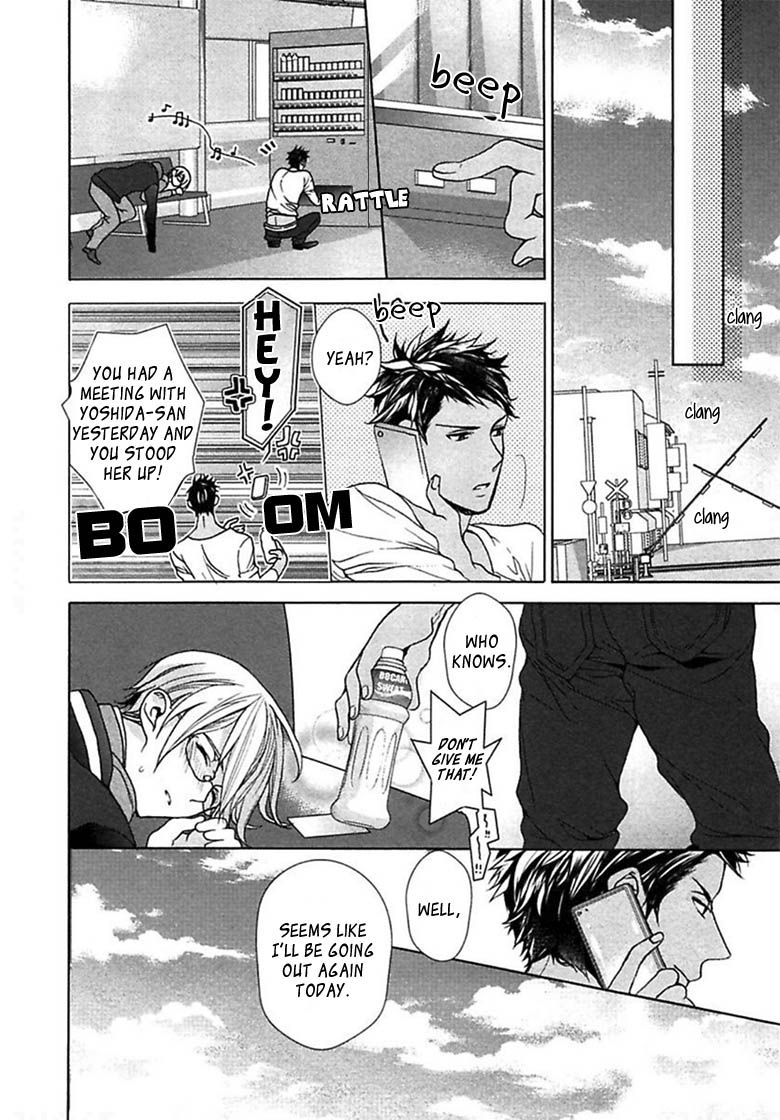 clang
clang
clang
beep
RATTLE
beep
YEAH?
HEY!
YOU HAD A
MEETING WITH
YOSHIDA-SAN
YESTERDAY AND
YOU STOOD
HER UP!
BO OM
WHO
KNOWS.
DON'T
GIVE ME
THAT!
SWEAT
WELL,
SEEMS LIKE
I'LL BE GOING
OUT AGAIN
TODAY.